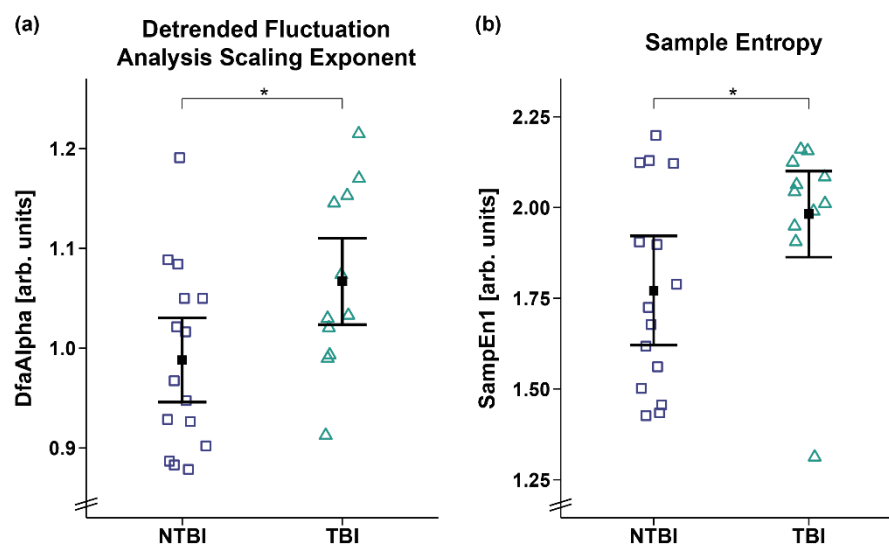 (a)
Detrended Fluctuation
Analysis Scaling Exponent
*
1.2
1.1
1.0
0.9
DfaAlpha [arb. units]
NTBI
TBI
(b)
Sample Entropy
*
2.25
2.00
1.75
1.50
1.25
SampEn1 [arb. units]
NTBI
TBI